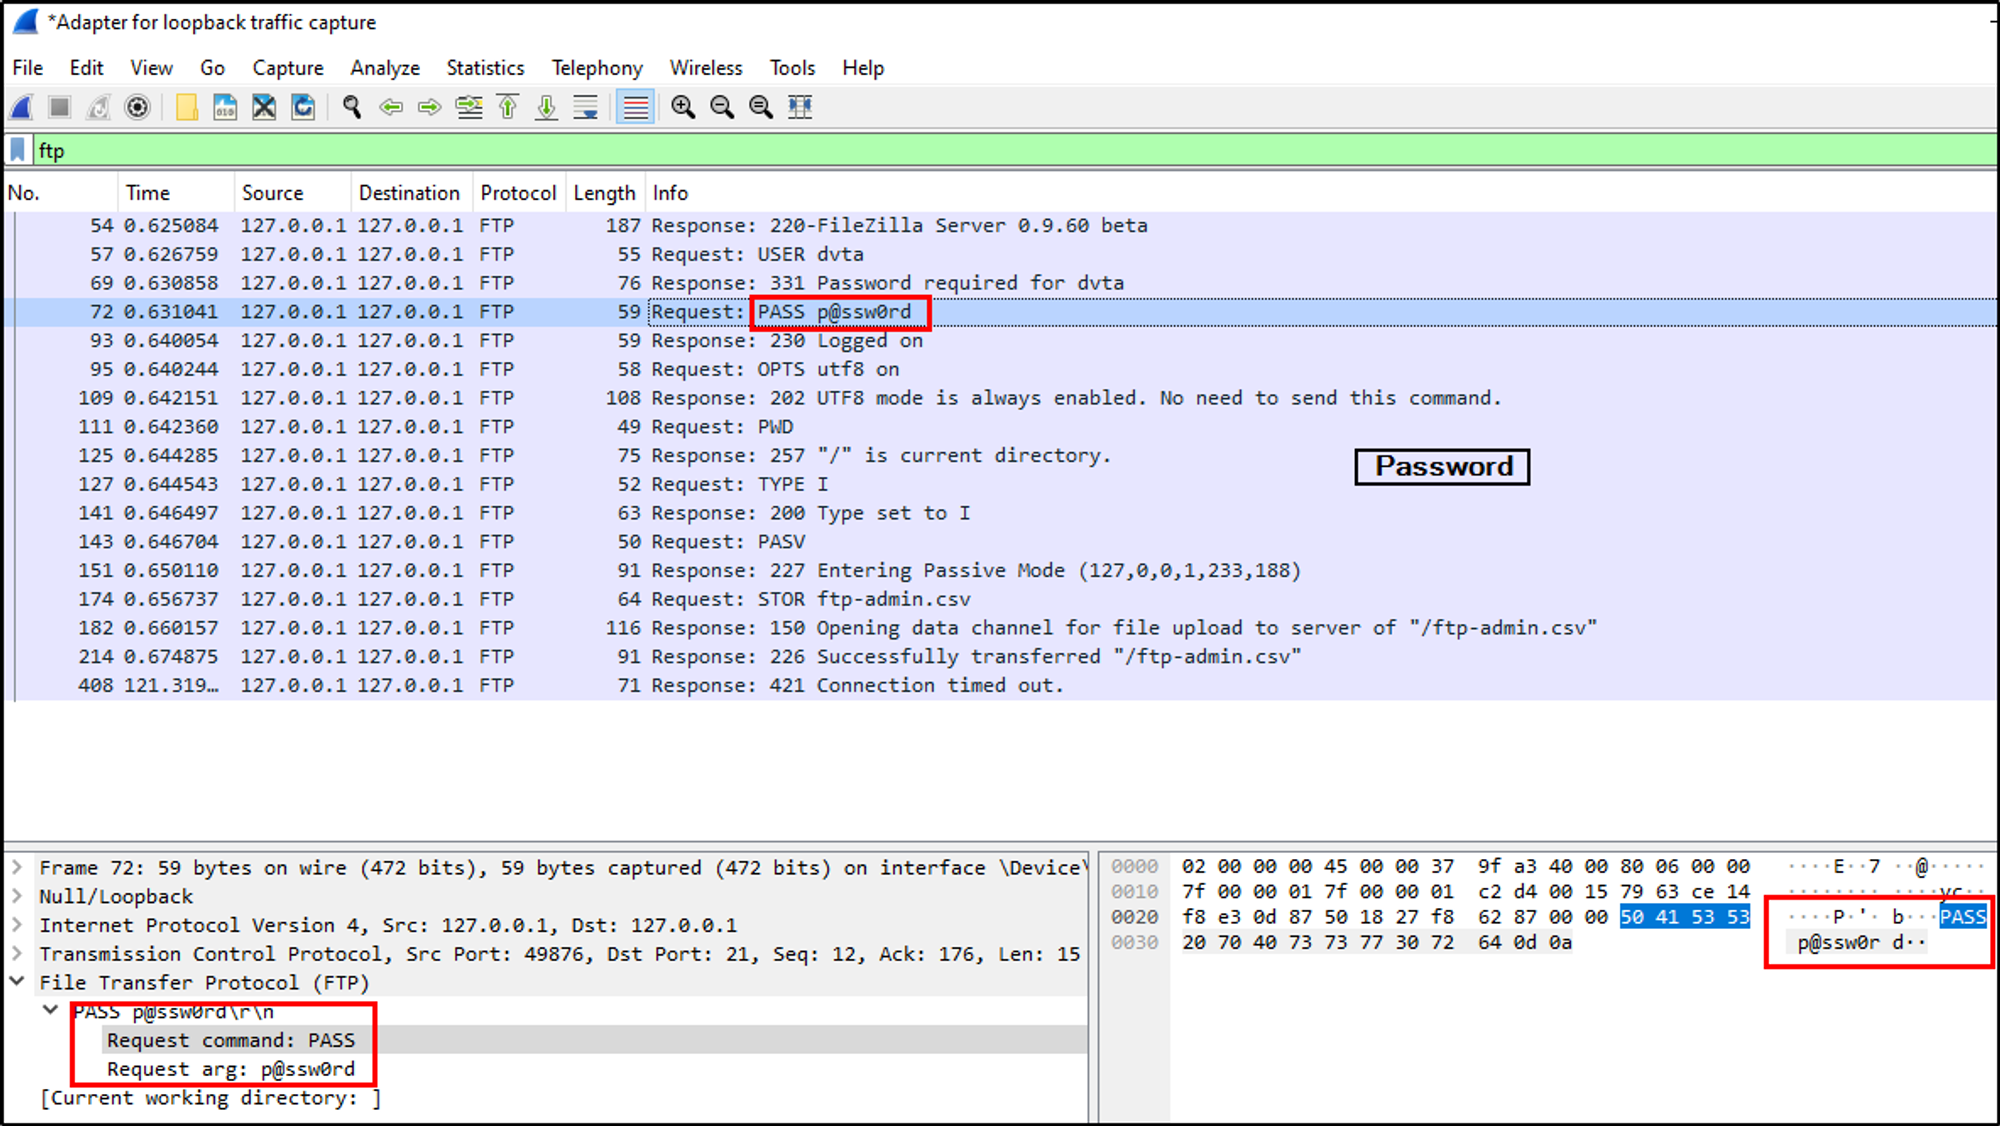 *Adapter for loopback traffic capture
File Edit View Go Capture Analyze Statistics Telephony Wireless Tools Help
ftp
No. Time Source Destination Protocol Length Info
54 0.625084 127.0.0.1 127.0.0.1 FTP 187 Response: 220-FileZilla Server 0.9.60 beta
57 0.626759 127.0.0.1 127.0.0.1 FTP 55 Request: USER dvta
69 0.630858 127.0.0.1 127.0.0.1 FTP 76 Response: 331 Password required for dvta
72 0.631041 127.0.0.1 127.0.0.1 FTP 59 Request: PASS p@ssw0rd
93 0.640054 127.0.0.1 127.0.0.1 FTP 59 Response: 230 Logged on
95 0.640244 127.0.0.1 127.0.0.1 FTP 58 Request: OPTS utf8 on
109 0.642151 127.0.0.1 127.0.0.1 FTP 108 Response: 202 UTF8 mode is always enabled. No need to send this command.
111 0.642360 127.0.0.1 127.0.0.1 FTP 49 Request: PWD
125 0.644285 127.0.0.1 127.0.0.1 FTP 75 Response: 257 "/" is current directory.
Password
127 0.644543 127.0.0.1 127.0.0.1 FTP 52 Request: TYPE I
141 0.646497 127.0.0.1 127.0.0.1 FTP 63 Response: 200 Type set to I
143 0.646704 127.0.0.1 127.0.0.1 FTP 50 Request: PASV
151 0.650110 127.0.0.1 127.0.0.1 FTP 91 Response: 227 Entering Passive Mode (127,0,0,1,233,188)
174 0.656737 127.0.0.1 127.0.0.1 FTP 64 Request: STOR ftp-admin.csv
182 0.660157 127.0.0.1 127.0.0.1 FTP 116 Response: 150 Opening data channel for file upload to server of "/ftp-admin.csv"
214 0.674875 127.0.0.1 127.0.0.1 FTP 91 Response: 226 Successfully transferred "/ftp-admin.csv"
408 121.319… 127.0.0.1 127.0.0.1 FTP 71 Response: 421 Connection timed out.
Frame 72: 59 bytes on wire (472 bits), 59 bytes captured (472 bits) on interface \Device\
Null/Loopback
Internet Protocol Version 4, Src: 127.0.0.1, Dst: 127.0.0.1
Transmission Control Protocol, Src Port: 49876, Dst Port: 21, Seq: 12, Ack: 176, Len: 15
File Transfer Protocol (FTP)
PASS p@ssw0rd\r\n
Request command: PASS
Request arg: p@ssw0rd
[Current working directory: ]
0000 02 00 00 00 45 00 00 37 9f a3 40 00 80 06 00 00 ····E··7 ··@·····
0010 7f 00 00 01 7f 00 00 01 c2 d4 00 15 79 63 ce 14 ········ ····yc··
0020 f8 e3 0d 87 50 18 27 f8 62 87 00 00 50 41 53 53 ····P·'· b···PASS
0030 20 70 40 73 73 77 30 72 64 0d 0a p@ssw0r d··